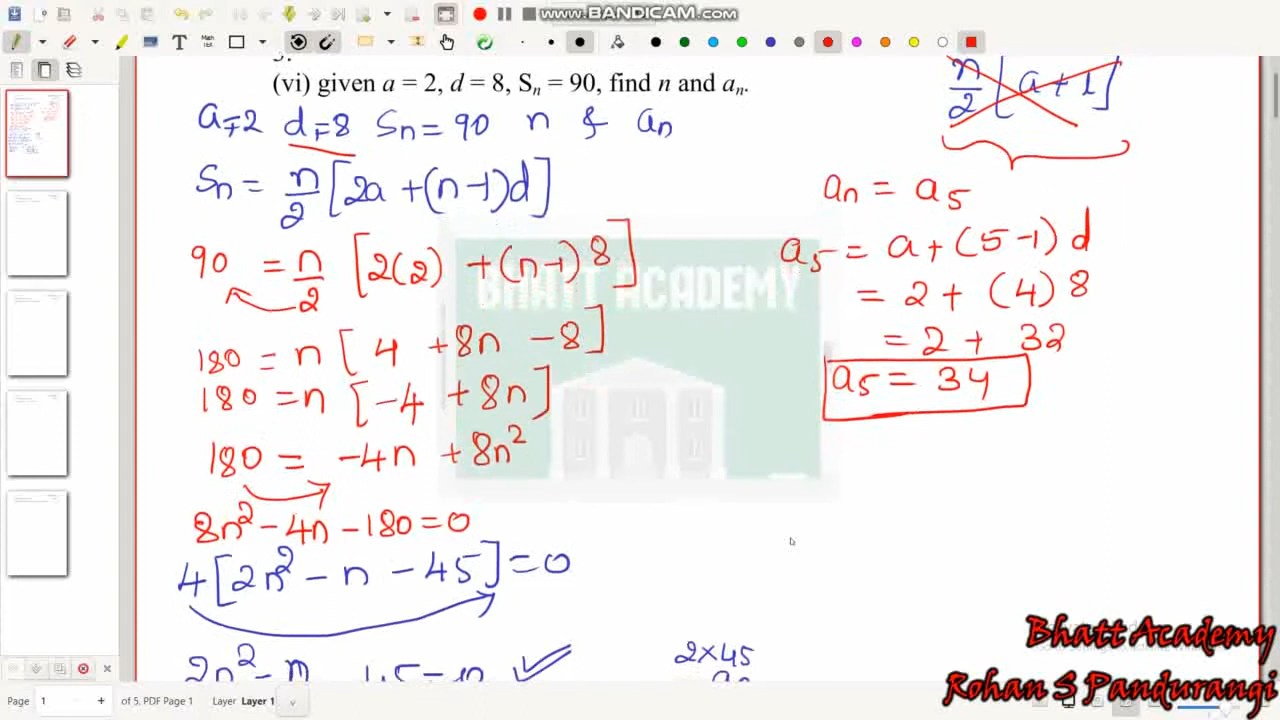 www.BANDICAM.com
(vi) given a = 2, d = 8, Sn = 90, find n and an.
a = 2 d = 8 Sn = 90 n & an
Sn = n/2 [2a + (n-1)d]
90 = n/2 [2(2) + (n-1) 8]
180 = n [4 + 8n - 8]
180 = n [-4 + 8n]
180 = -4n + 8n²
8n² - 4n - 180 = 0
4[2n² - n - 45] = 0
2×45
n/2 [a + l]
an = a5
a5 = a + (5-1) d
= 2 + (4) 8
= 2 + 32
a5 = 34
BHATT ACADEMY
Bhatt Academy
Rohan S Pandurangi
Page 1 of 5, PDF Page 1 Layer Layer 1